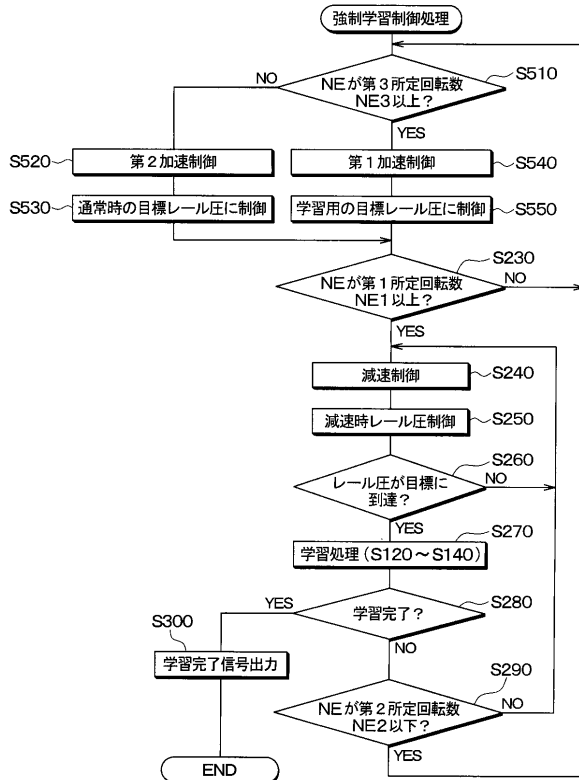 強制学習制御処理
NEが第3所定回転数
NE3以上?
S510
NO
YES
S520
第2加速制御
第1加速制御
S540
S530
通常時の目標レール圧に制御
学習用の目標レール圧に制御
S550
NEが第1所定回転数
NE1以上?
S230
NO
YES
減速制御
S240
減速時レール圧制御
S250
レール圧が目標に
到達?
S260
NO
YES
学習処理(S120~S140)
S270
学習完了?
S280
YES
NO
S300
学習完了信号出力
NEが第2所定回転数
NE2以下?
S290
NO
YES
END